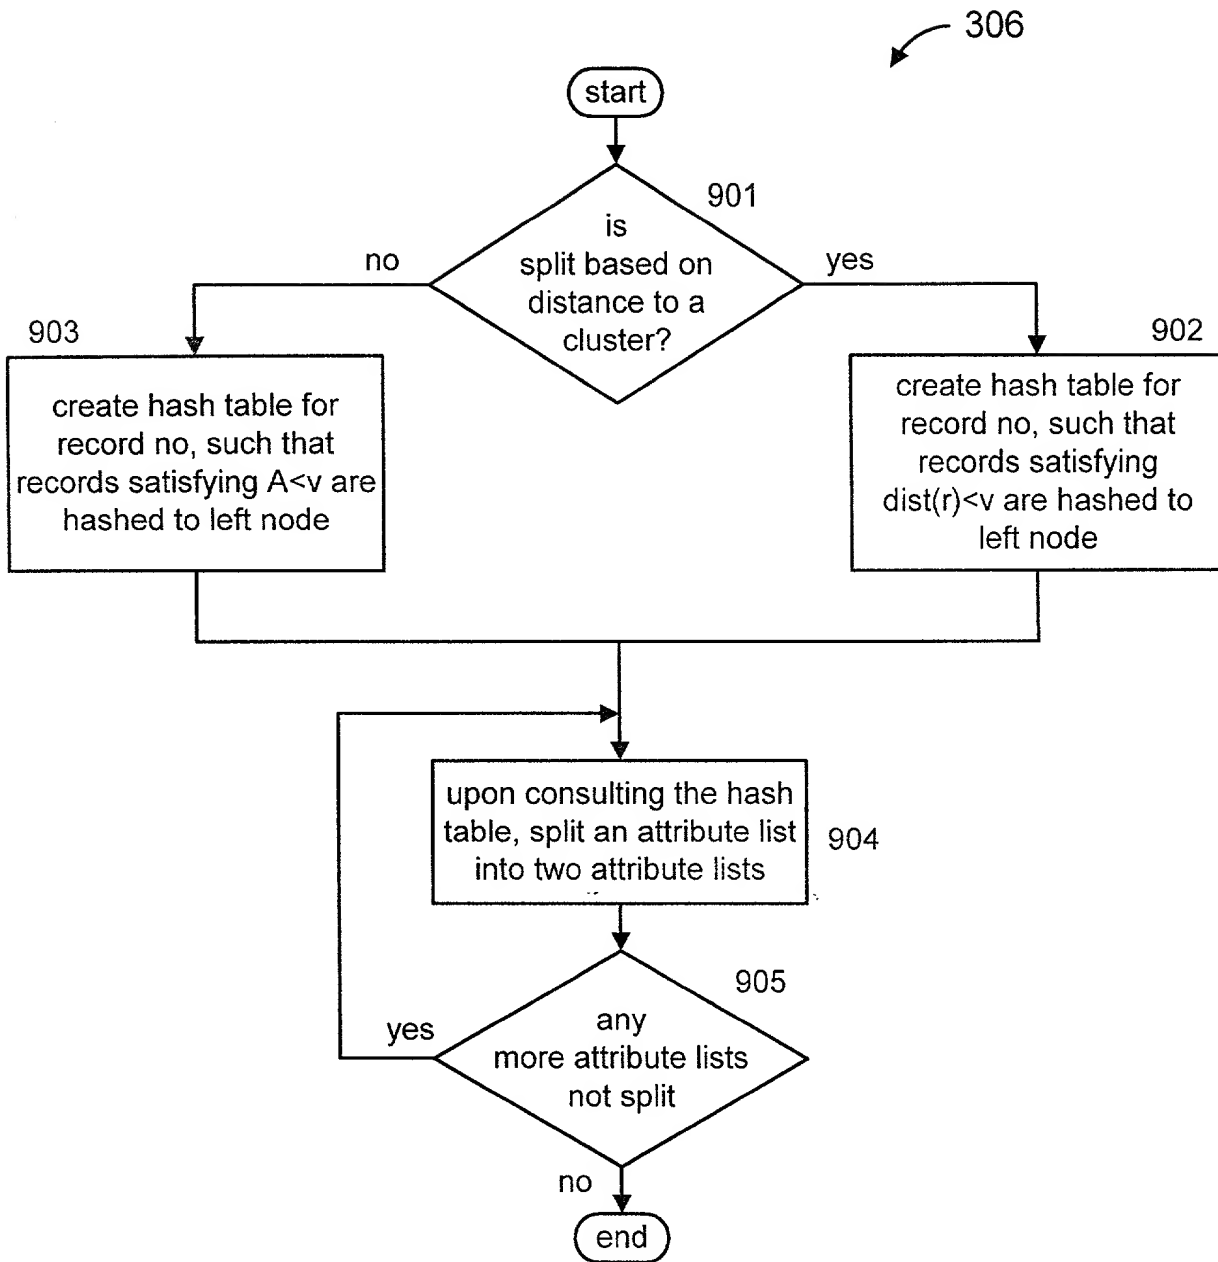 306
start
901
is
split based on
distance to a
cluster?
no
yes
903
create hash table for
record no, such that
records satisfying A<v are
hashed to left node
902
create hash table for
record no, such that
records satisfying
dist(r)<v are hashed to
left node
upon consulting the hash
table, split an attribute list
into two attribute lists
904
905
any
more attribute lists
not split
yes
no
end